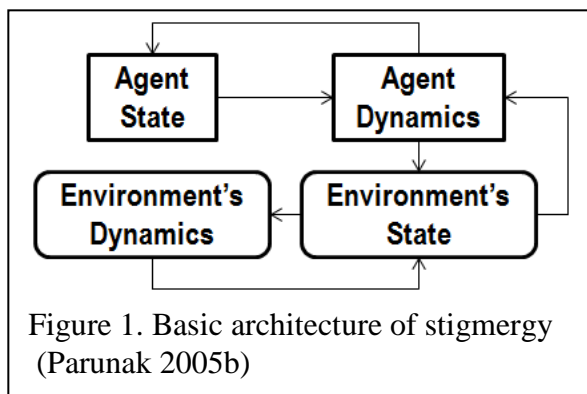 Agent
State
Agent
Dynamics
Environment's
Dynamics
Environment's
State
Figure 1. Basic architecture of stigmergy
(Parunak 2005b)